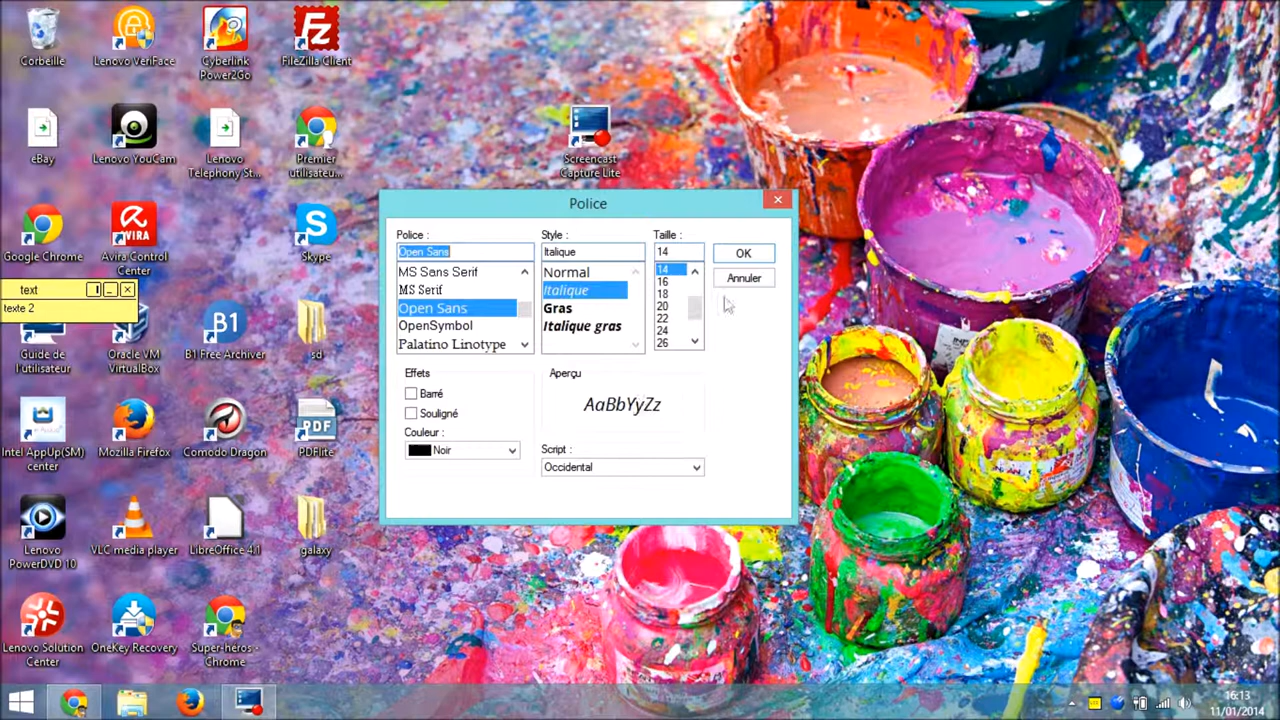 Corbeille
Lenovo VeriFace
Cyberlink
Power2Go
FileZilla Client
eBay
Lenovo YouCam
Lenovo
Telephony St...
Premier
utilisateu...
Screencast
Capture Lite
Google Chrome
AVIRA
Avira Control
Center
Skype
text
texte 2
Guide de
l'utilisateur
Oracle VM
VirtualBox
B1
B1 Free Archiver
sd
Intel AppUp(SM)
center
Mozilla Firefox
Comodo Dragon
PDF
PDFlite
Lenovo
PowerDVD 10
VLC media player
LibreOffice 4.1
galaxy
Lenovo Solution
Center
OneKey Recovery
Super-héros -
Chrome
Police
Police :
Style :
Taille :
Open Sans
Italique
14
OK
Annuler
MS Sans Serif
MS Serif
Open Sans
OpenSymbol
Palatino Linotype
Normal
Italique
Gras
Italique gras
14
16
18
20
22
24
26
Effets
Barré
Souligné
Couleur :
Noir
Aperçu
AaBbYyZz
Script :
Occidental
16:13
11/01/2014